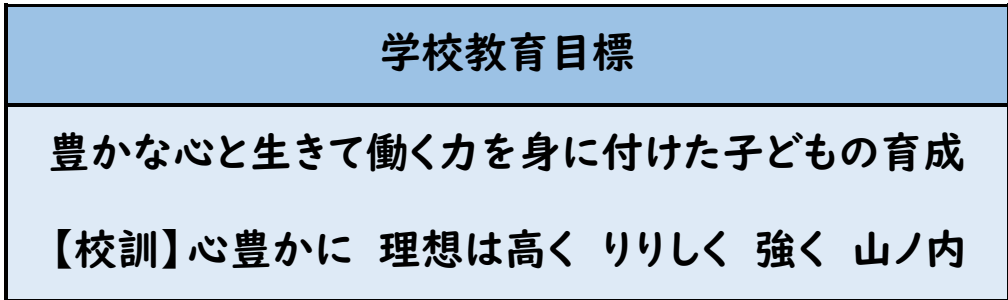 学校教育目標
豊かな心と生きて働く力を身に付けた子どもの育成
【校訓】心豊かに 理想は高く りりしく 強く 山ノ内